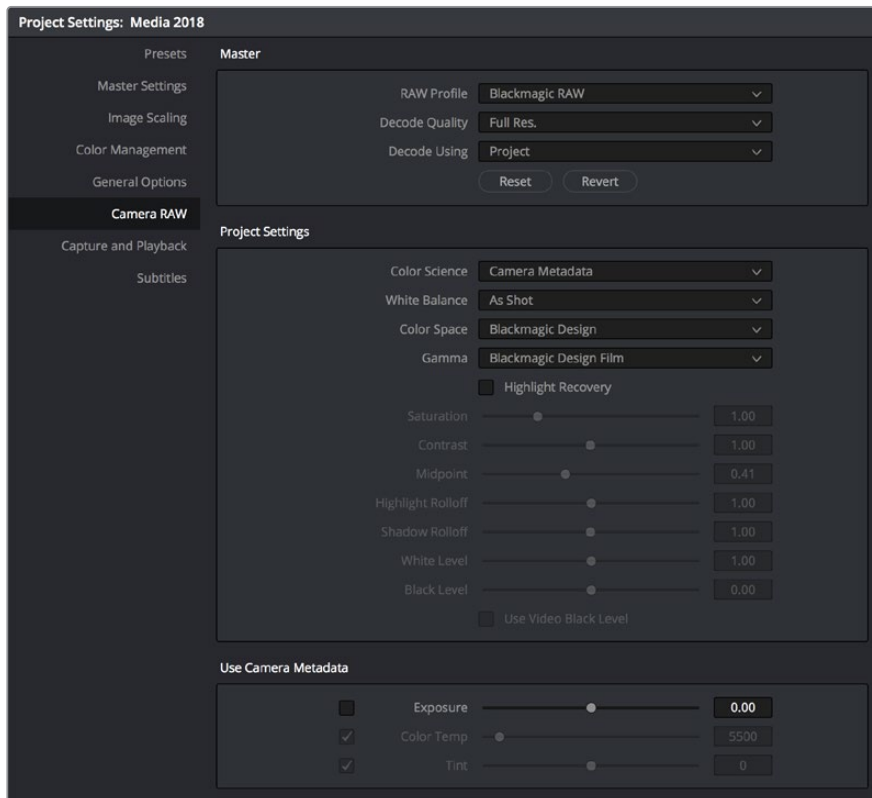 Project Settings: Media 2018
Presets
Master Settings
Image Scaling
Color Management
General Options
Camera RAW
Capture and Playback
Subtitles
Master
RAW Profile Blackmagic RAW
Decode Quality Full Res.
Decode Using Project
Reset Revert
Project Settings
Color Science Camera Metadata
White Balance As Shot
Color Space Blackmagic Design
Gamma Blackmagic Design Film
Highlight Recovery
Saturation 1.00
Contrast 1.00
Midpoint 0.41
Highlight Rolloff 1.00
Shadow Rolloff 1.00
White Level 1.00
Black Level 0.00
Use Video Black Level
Use Camera Metadata
Exposure 0.00
Color Temp 5500
Tint 0